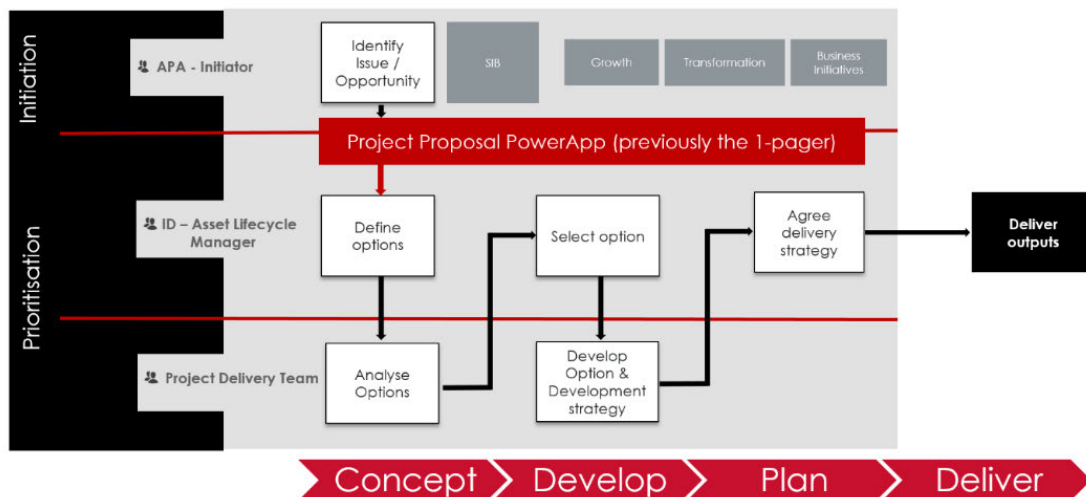 Initiation
APA - Initiator
Identify
Issue /
Opportunity
SIB
Growth
Transformation
Business
Initiatives
Project Proposal PowerApp (previously the 1-pager)
Prioritisation
ID – Asset Lifecycle
Manager
Define
options
Select option
Agree
delivery
strategy
Deliver
outputs
Project Delivery Team
Analyse
Options
Develop
Option &
Development
strategy
Concept
Develop
Plan
Deliver